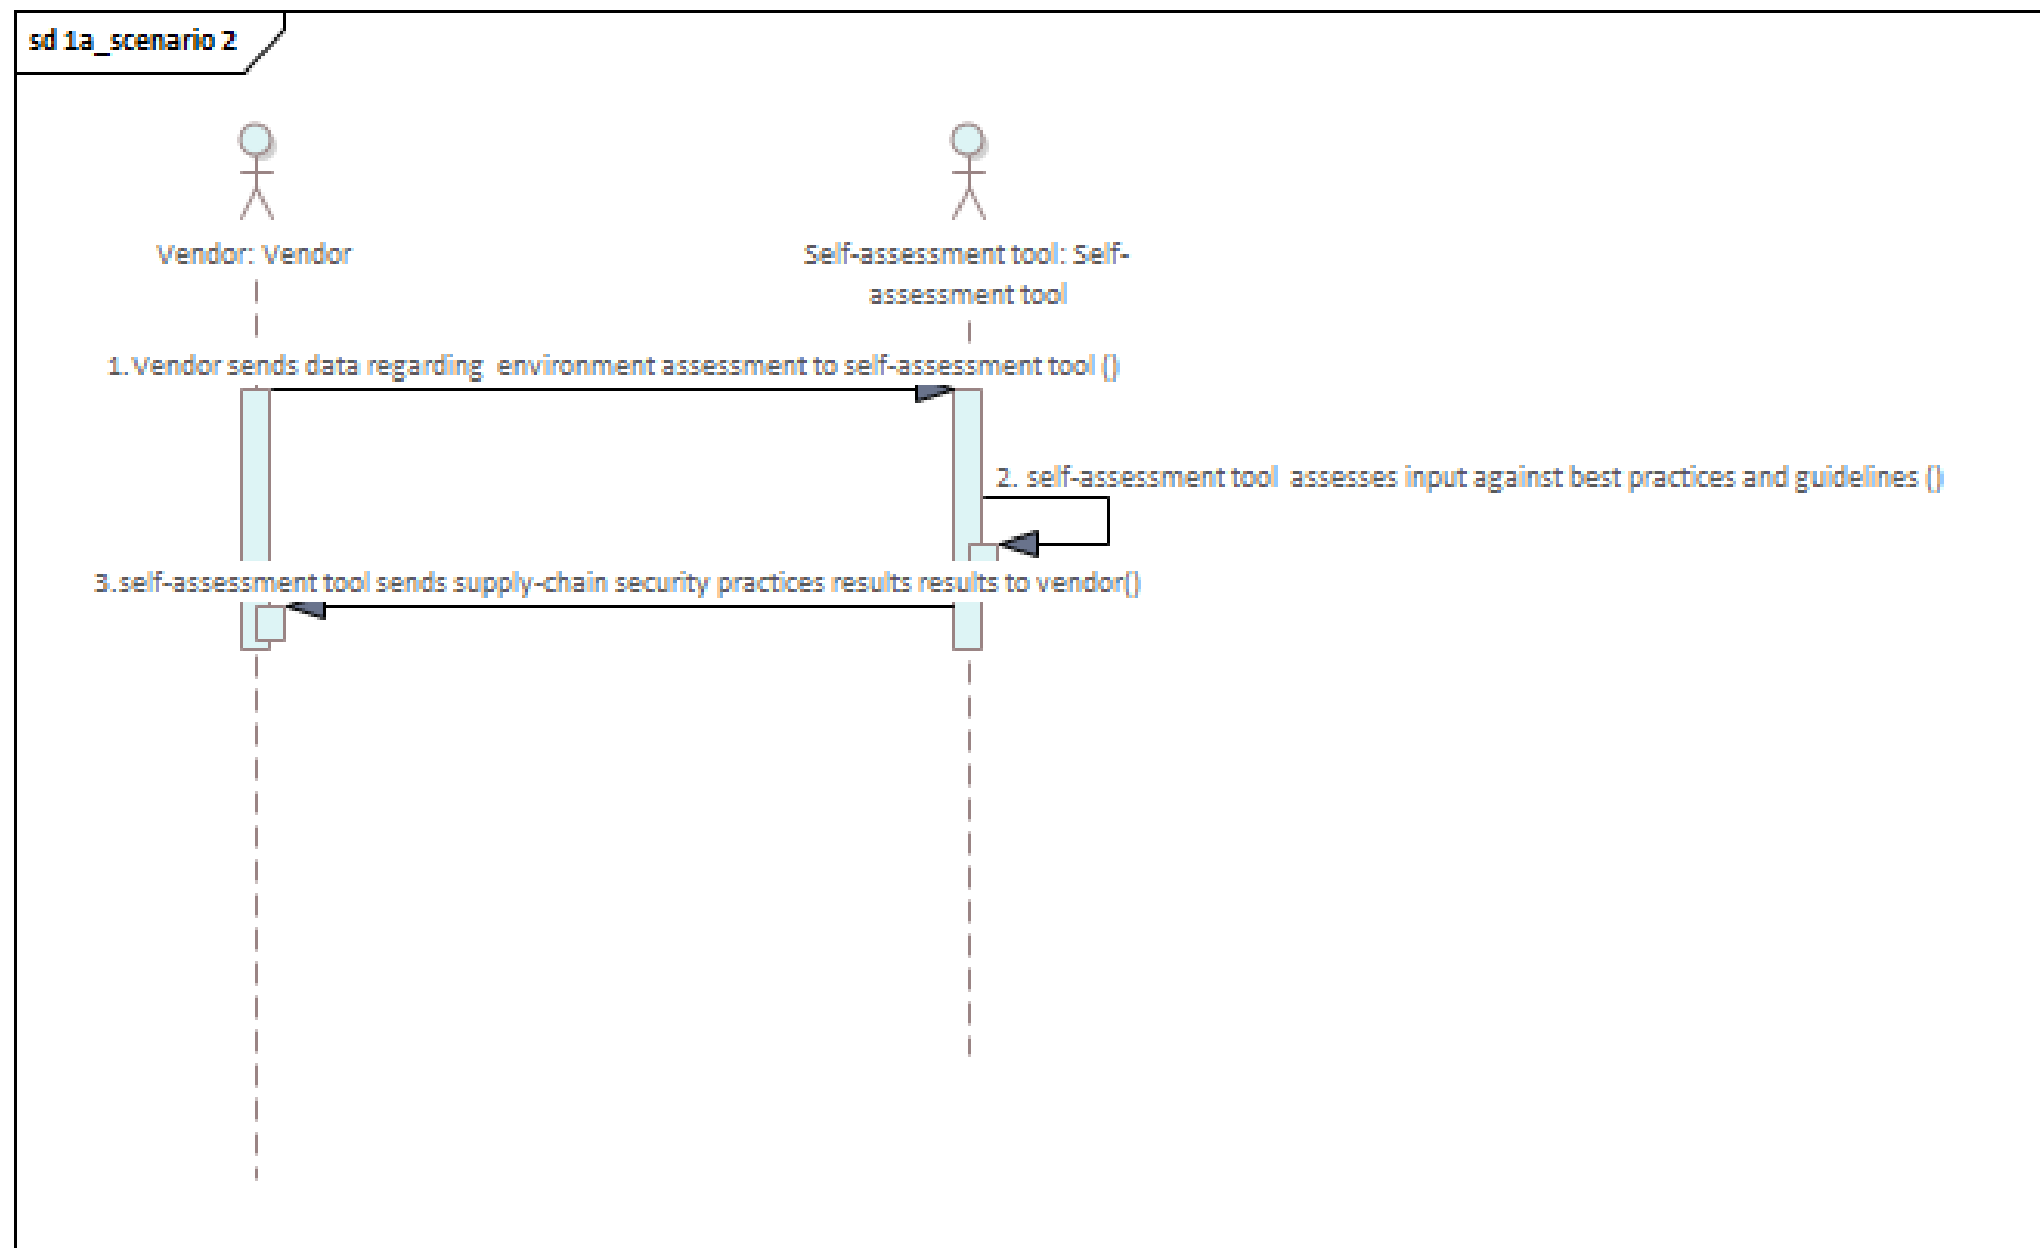 sd 1a_scenario 2
Vendor: Vendor
Self-assessment tool: Self-
assessment tool
1. Vendor sends data regarding  environment assessment to self-assessment tool ()
2. self-assessment tool  assesses input against best practices and guidelines ()
3.self-assessment tool sends supply-chain security practices results results to vendor()